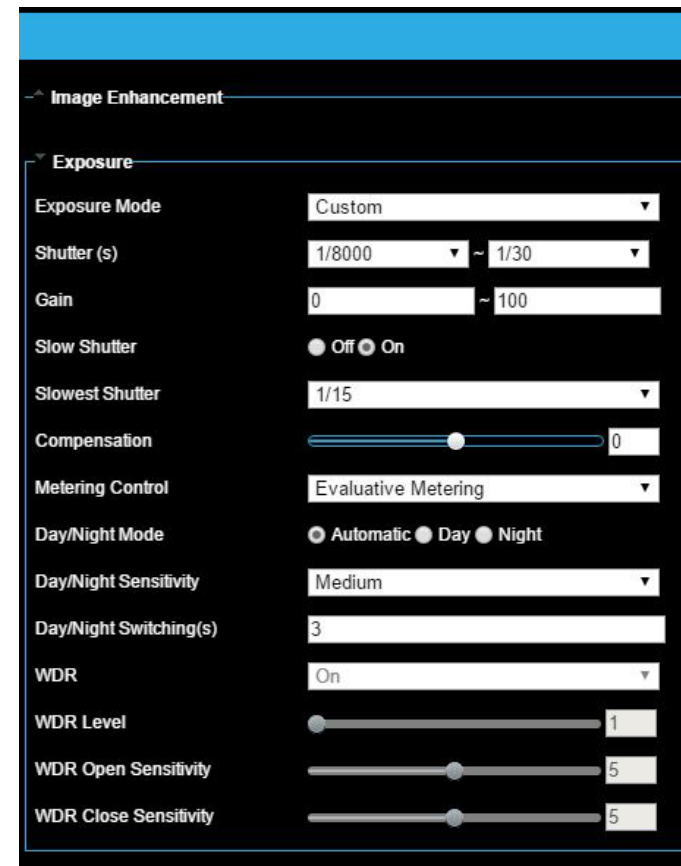 Image Enhancement
Exposure
Exposure Mode Custom
Shutter (s) 1/8000 ~ 1/30
Gain 0 ~ 100
Slow Shutter Off On
Slowest Shutter 1/15
Compensation 0
Metering Control Evaluative Metering
Day/Night Mode Automatic Day Night
Day/Night Sensitivity Medium
Day/Night Switching(s) 3
WDR On
WDR Level 1
WDR Open Sensitivity 5
WDR Close Sensitivity 5